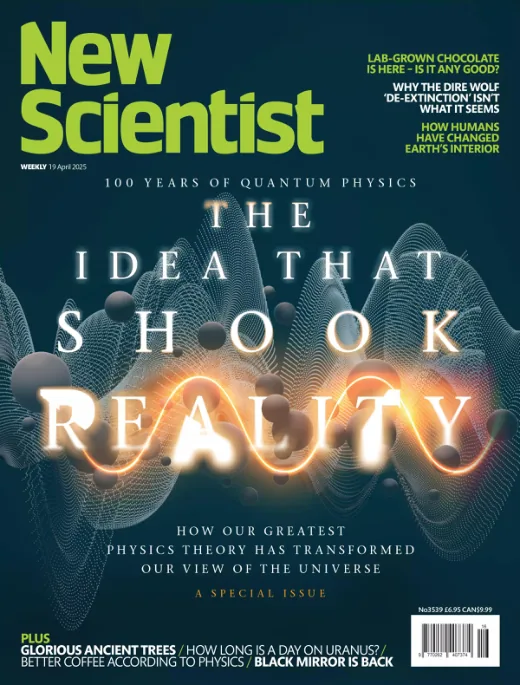 New
Scientist
WEEKLY 19 April 2025
LAB-GROWN CHOCOLATE
IS HERE – IS IT ANY GOOD?
WHY THE DIRE WOLF
'DE-EXTINCTION' ISN'T
WHAT IT SEEMS
HOW HUMANS
HAVE CHANGED
EARTH'S INTERIOR
100 YEARS OF QUANTUM PHYSICS
THE
IDEA THAT
SHOOK
REALITY
HOW OUR GREATEST
PHYSICS THEORY HAS TRANSFORMED
OUR VIEW OF THE UNIVERSE
A SPECIAL ISSUE
No3539 £6.95 CAN$9.99
16
9 770262 407374
PLUS
GLORIOUS ANCIENT TREES / HOW LONG IS A DAY ON URANUS? /
BETTER COFFEE ACCORDING TO PHYSICS / BLACK MIRROR IS BACK